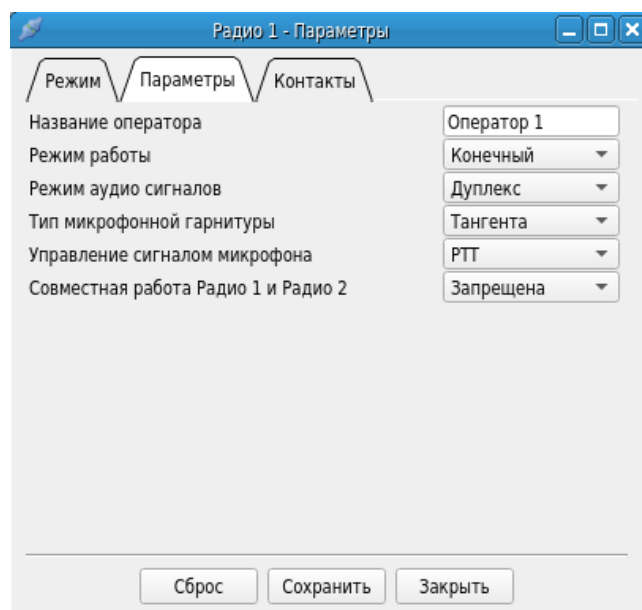 Радио 1 - Параметры
Режим Параметры Контакты
Название оператора Оператор 1
Режим работы Конечный
Режим аудио сигналов Дуплекс
Тип микрофонной гарнитуры Тангента
Управление сигналом микрофона PTT
Совместная работа Радио 1 и Радио 2 Запрещена
Сброс Сохранить Закрыть